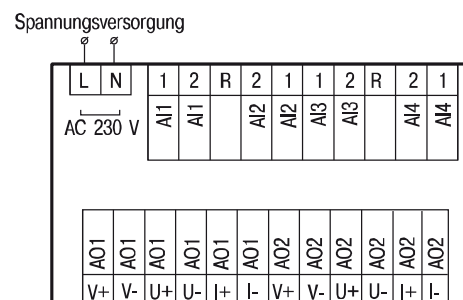 Spannungsversorgung
L N 1 2 R 2 1 1 2 R 2 1
AI1 AI1 AI2 AI2 AI3 AI3 AI4 AI4
AC 230 V
AO1 AO1 AO1 AO1 AO1 AO1 AO2 AO2 AO2 AO2 AO2 AO2
V+ V- U+ U- I+ I- V+ V- U+ U- I+ I-